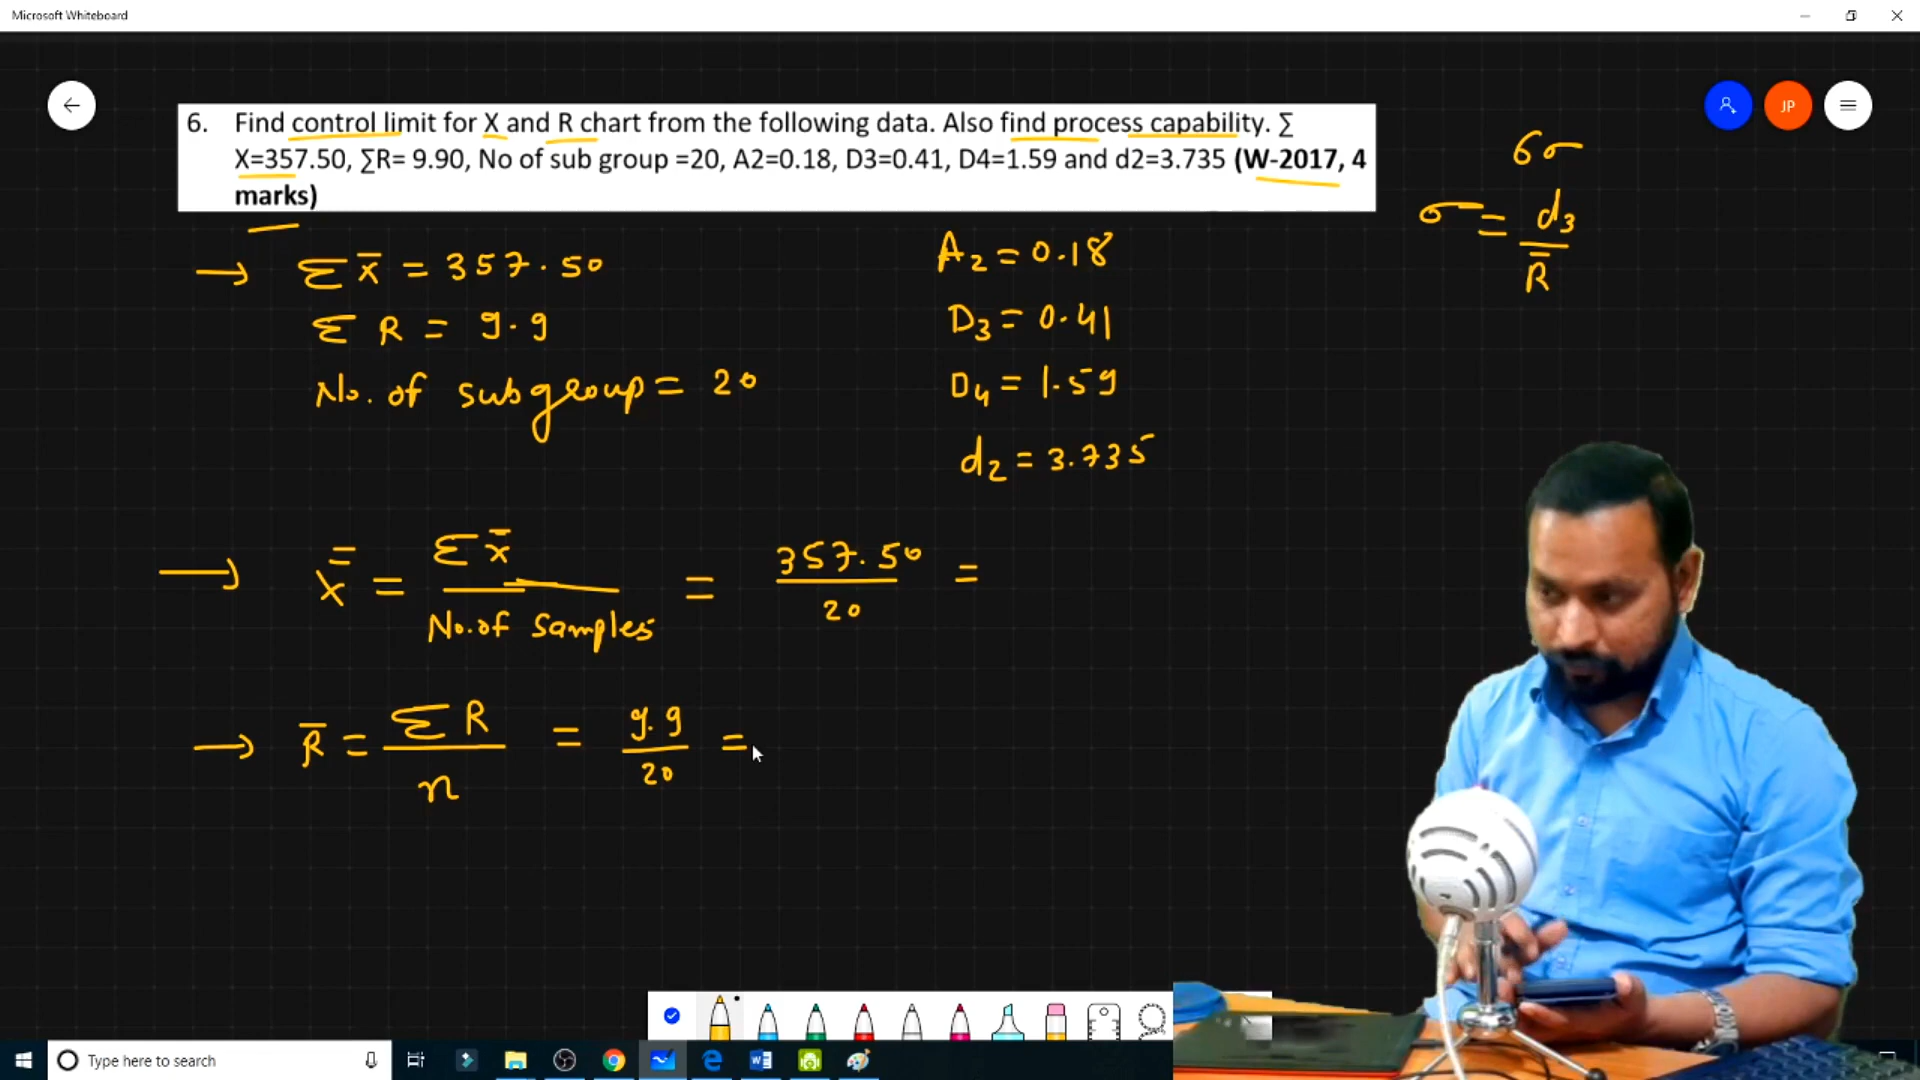 Microsoft Whiteboard
JP
6. Find control limit for X and R chart from the following data. Also find process capability. ∑
X=357.50, ∑R= 9.90, No of sub group =20, A2=0.18, D3=0.41, D4=1.59 and d2=3.735 (W-2017, 4
marks)
6σ
σ = d₃ / R̄
→ Σ x̄ = 357.50
Σ R = 9.9
No. of subgroup = 20
A₂ = 0.18
D₃ = 0.41
D₄ = 1.59
d₂ = 3.735
→ X̿ = Σ x̄ / No. of Samples = 357.50 / 20 =
→ R̄ = Σ R / n = 9.9 / 20 =
Type here to search